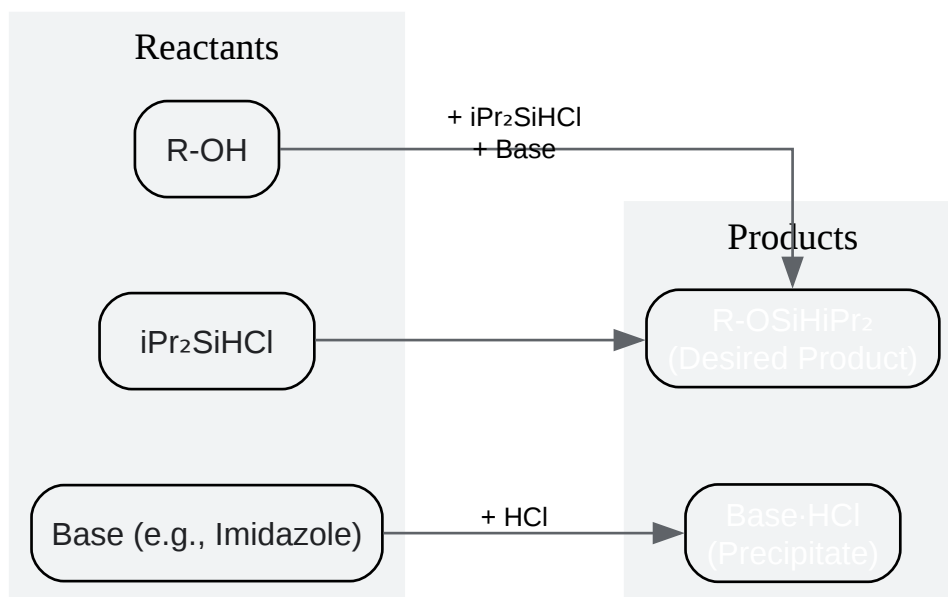 Reactants
R-OH
+ iPr₂SiHCl
+ Base
Products
iPr₂SiHCl
R-OSiHiPr₂
(Desired Product)
Base (e.g., Imidazole)
+ HCl
Base·HCl
(Precipitate)